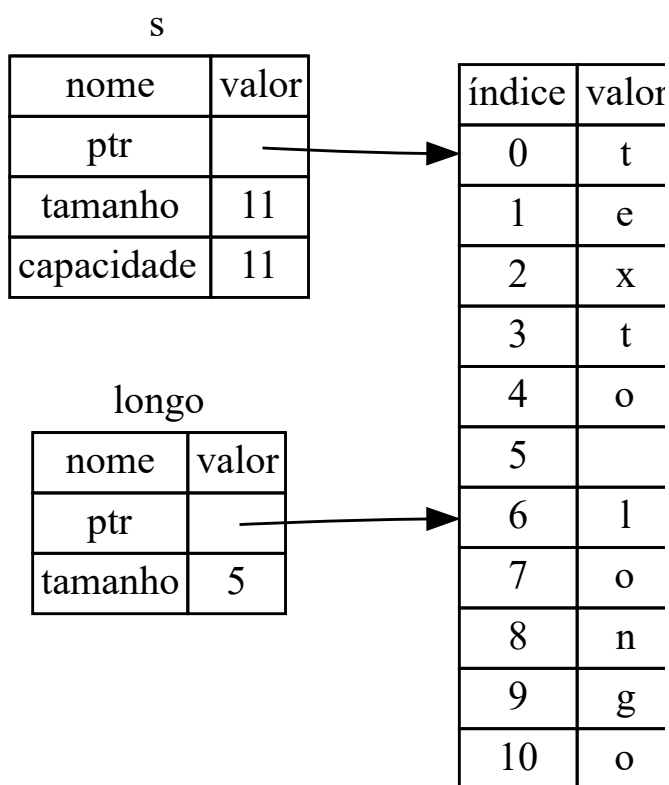 s
nome valor
ptr
tamanho 11
capacidade 11
longo
nome valor
ptr
tamanho 5
índice valor
0 t
1 e
2 x
3 t
4 o
5
6 l
7 o
8 n
9 g
10 o